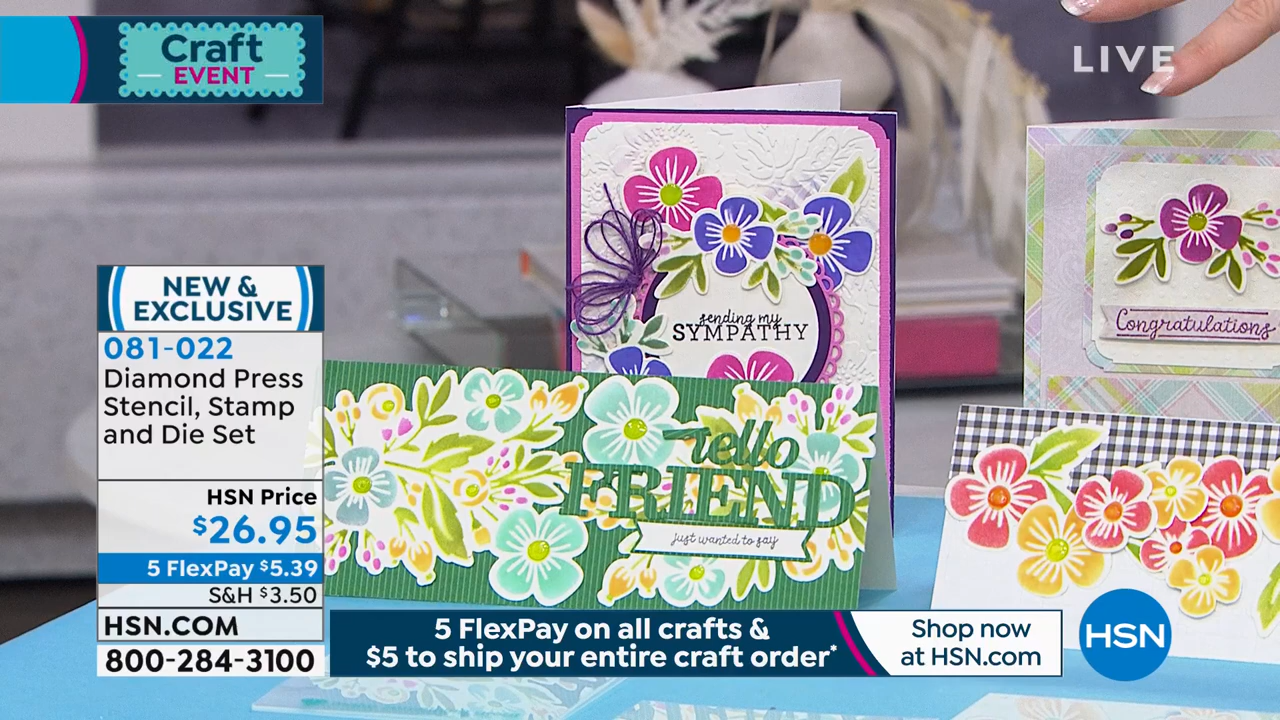 Craft
EVENT
LIVE
NEW &
EXCLUSIVE
081-022
Diamond Press
Stencil, Stamp
and Die Set
HSN Price
$26.95
5 FlexPay $5.39
S&H $3.50
HSN.COM
800-284-3100
sending my
SYMPATHY
Congratulations
hello
FRIEND
just wanted to say
5 FlexPay on all crafts &
$5 to ship your entire craft order*
Shop now
at HSN.com
HSN